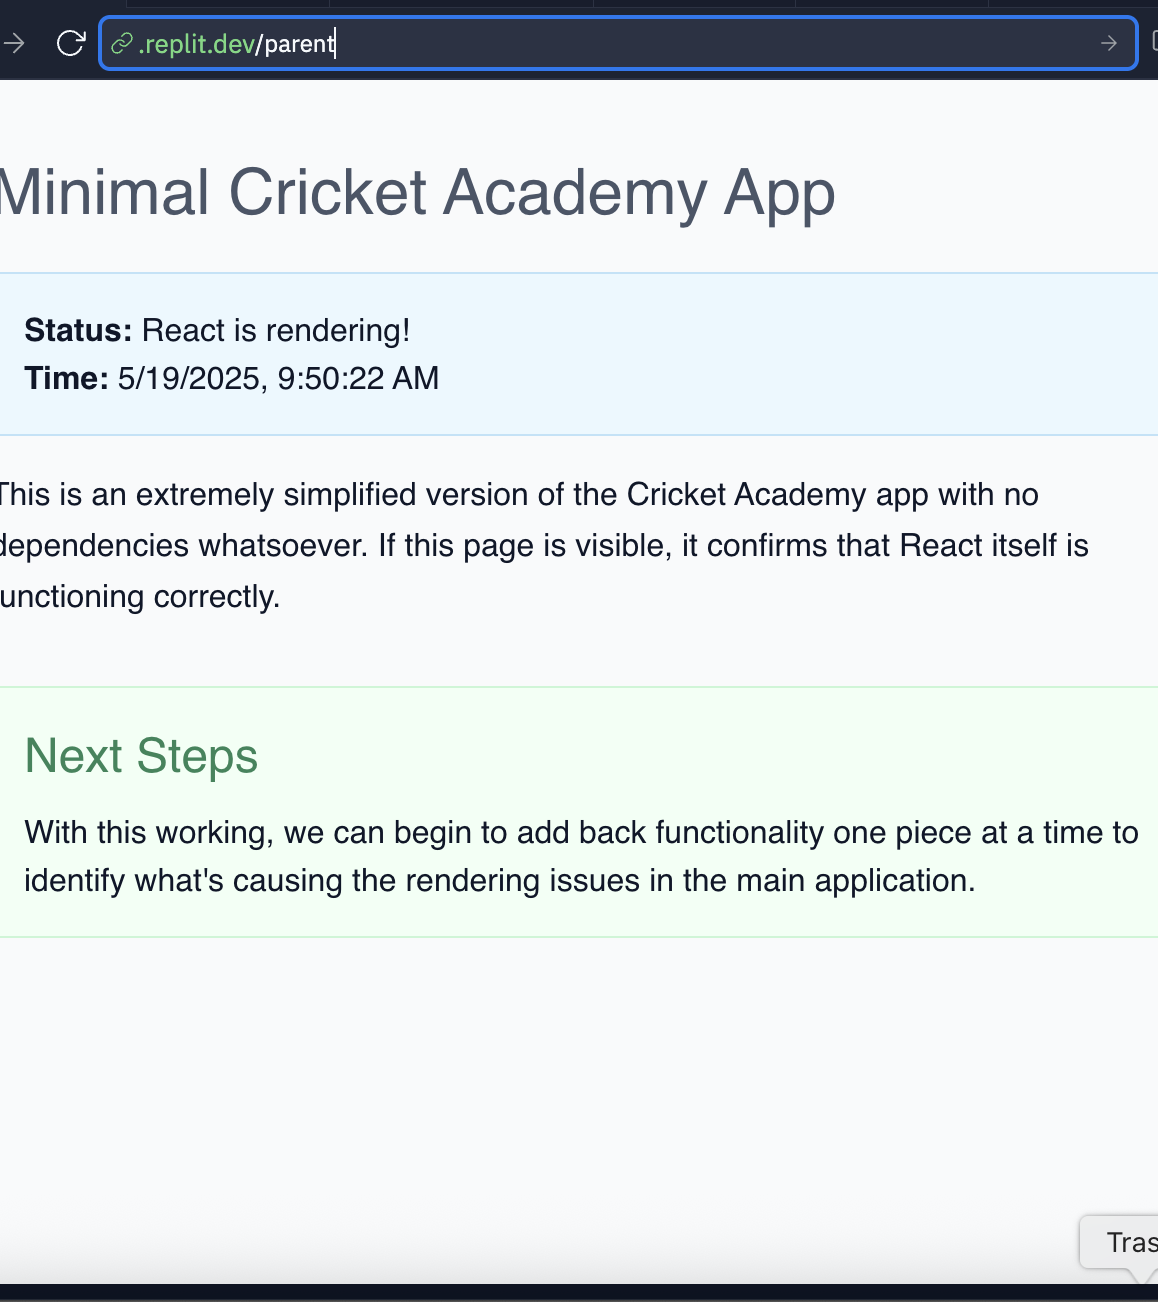 .replit.dev/parent
Minimal Cricket Academy App
Status: React is rendering!
Time: 5/19/2025, 9:50:22 AM
This is an extremely simplified version of the Cricket Academy app with no
dependencies whatsoever. If this page is visible, it confirms that React itself is
unctioning correctly.
Next Steps
With this working, we can begin to add back functionality one piece at a time to
identify what's causing the rendering issues in the main application.
Tras